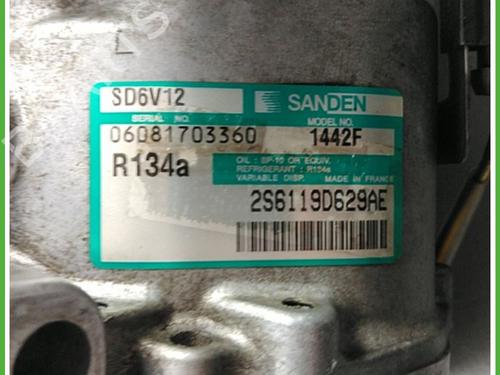 SD6V12
SANDEN
SERIAL NO.
MODEL NO.
06081703360
1442F
R134a
OIL : SP-10 OR EQUIV.
REFRIGERANT : R134a
VARIABLE DISP. MADE IN FRANCE
2S6119D629AE